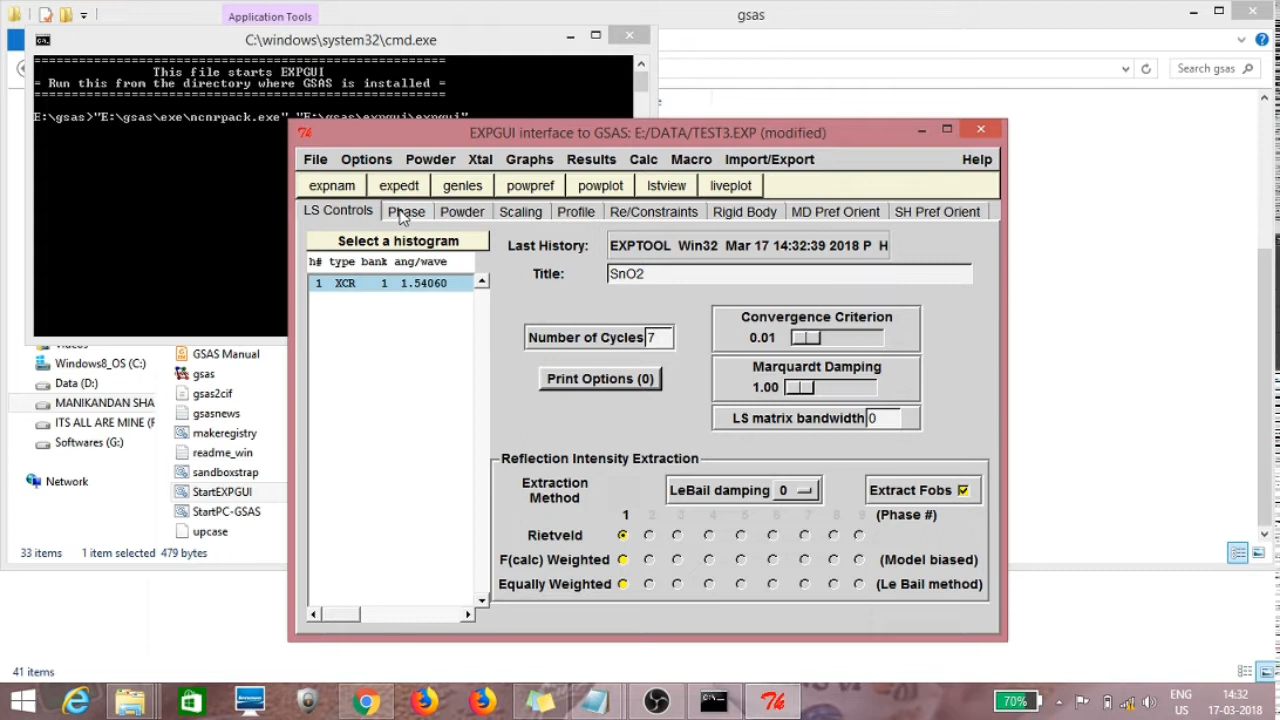 Application Tools
gsas
C:\windows\system32\cmd.exe
Search gsas
==================================================
This file starts EXPGUI
= Run this from the directory where GSAS is installed =
==================================================
E:\gsas>"E:\gsas\exe\ncnrpack.exe" "E:\gsas\expgui\expgui"
EXPGUI interface to GSAS: E:/DATA/TEST3.EXP (modified)
File Options Powder Xtal Graphs Results Calc Macro Import/Export Help
expnam expedt genles powpref powplot lstview liveplot
LS Controls Phase Powder Scaling Profile Re/Constraints Rigid Body MD Pref Orient SH Pref Orient
Select a histogram
h# type bank ang/wave
1 XCR 1 1.54060
Last History: EXPTOOL Win32 Mar 17 14:32:39 2018 P H
Title: SnO2
Number of Cycles 7
Print Options (0)
Convergence Criterion
0.01
Marquardt Damping
1.00
LS matrix bandwidth 0
Reflection Intensity Extraction
Extraction Method
LeBail damping 0
Extract Fobs
1 2 3 4 5 6 7 8 9 (Phase #)
Rietveld
F(calc) Weighted (Model biased)
Equally Weighted (Le Bail method)
Windows8_OS (C:)
Data (D:)
MANIKANDAN SHA
ITS ALL ARE MINE (F
Softwares (G:)
Network
GSAS Manual
gsas
gsas2cif
gsasnews
makeregistry
readme_win
sandboxstrap
StartEXPGUI
StartPC-GSAS
upcase
33 items 1 item selected 479 bytes
41 items
70%
ENG
US
14:32
17-03-2018